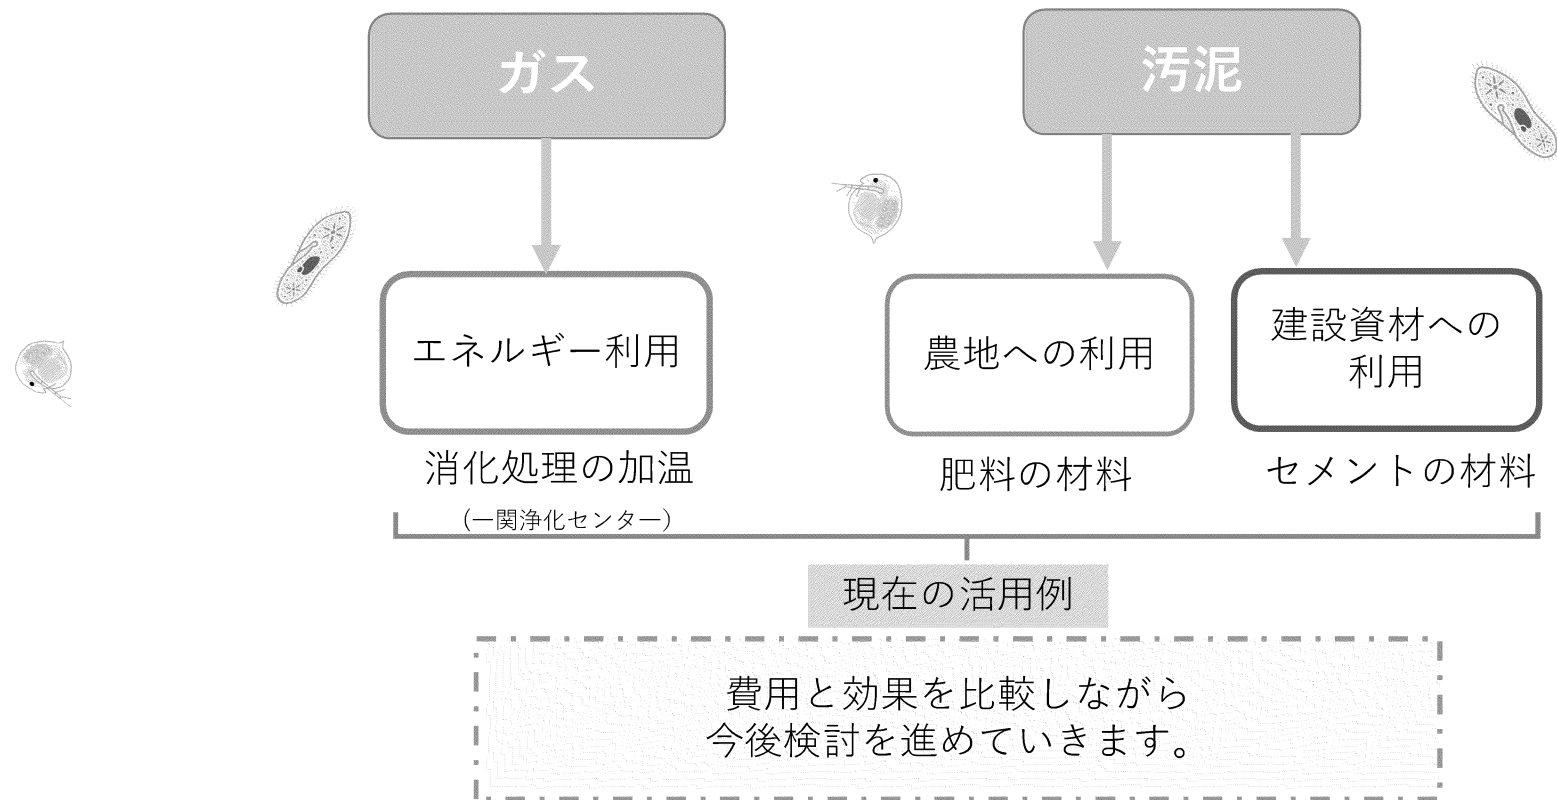 ガス
汚泥
エネルギー利用
農地への利用
建設資材への
利用
消化処理の加温
（一関浄化センター）
肥料の材料
セメントの材料
現在の活用例
費用と効果を比較しながら
今後検討を進めていきます。